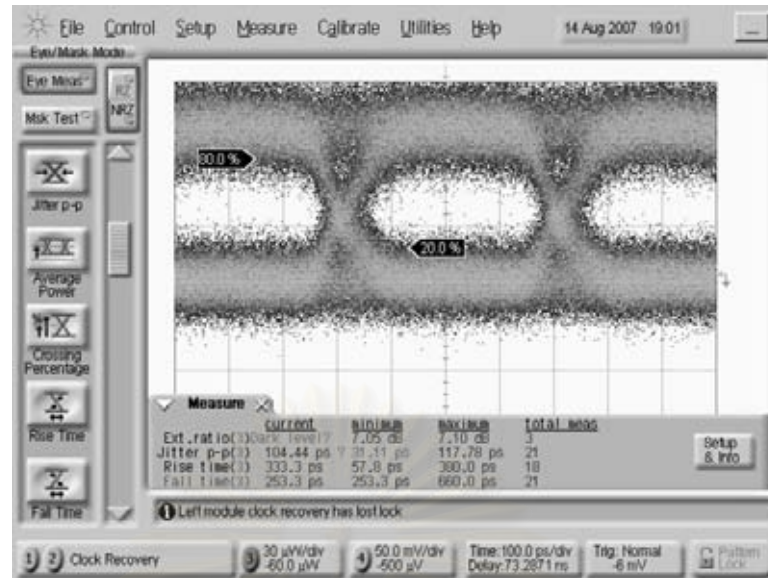 File Control Setup Measure Calibrate Utilities Help 14 Aug 2007 19:01
Eye/Mask Mode
Eye Meas
RZ
NRZ
Msk Test
80.0 %
Jitter p-p
20.0 %
Average
Power
Crossing
Percentage
Measure
current minimum maximum total meas
Ext.ratio(3) Dark level? 7.05 dB 7.10 dB 3
Jitter p-p(3) 104.44 ps ? 31.11 ps 117.78 ps 21
Rise time(3) 333.3 ps 57.8 ps 380.0 ps 18
Fall time(3) 253.3 ps 253.3 ps 660.0 ps 21
Rise Time
Setup
& Info
Fall Time
Left module clock recovery has lost lock
1) 2) Clock Recovery
3) 30 µW/div
-60.0 µW
4) 50.0 mV/div
-500 µV
Time:100.0 ps/div
Delay:73.2871 ns
Trig: Normal
-6 mV
Pattern
Lock